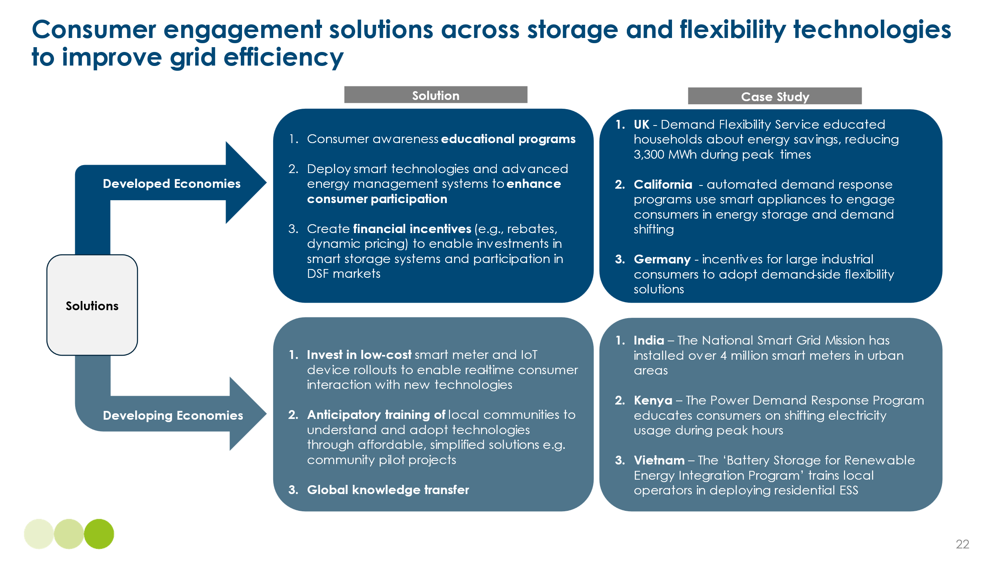 Consumer engagement solutions across storage and flexibility technologies
to improve grid efficiency
Solution
Case Study
Solutions
Developed Economies
1. Consumer awareness educational programs
2. Deploy smart technologies and advanced
energy management systems to enhance
consumer participation
3. Create financial incentives (e.g., rebates,
dynamic pricing) to enable investments in
smart storage systems and participation in
DSF markets
1. UK - Demand Flexibility Service educated
households about energy savings, reducing
3,300 MWh during peak times
2. California - automated demand response
programs use smart appliances to engage
consumers in energy storage and demand
shifting
3. Germany - incentives for large industrial
consumers to adopt demand-side flexibility
solutions
Developing Economies
1. Invest in low-cost smart meter and IoT
device rollouts to enable real-time consumer
interaction with new technologies
2. Anticipatory training of local communities to
understand and adopt technologies
through affordable, simplified solutions e.g.
community pilot projects
3. Global knowledge transfer
1. India – The National Smart Grid Mission has
installed over 4 million smart meters in urban
areas
2. Kenya – The Power Demand Response Program
educates consumers on shifting electricity
usage during peak hours
3. Vietnam – The ‘Battery Storage for Renewable
Energy Integration Program’ trains local
operators in deploying residential ESS
22